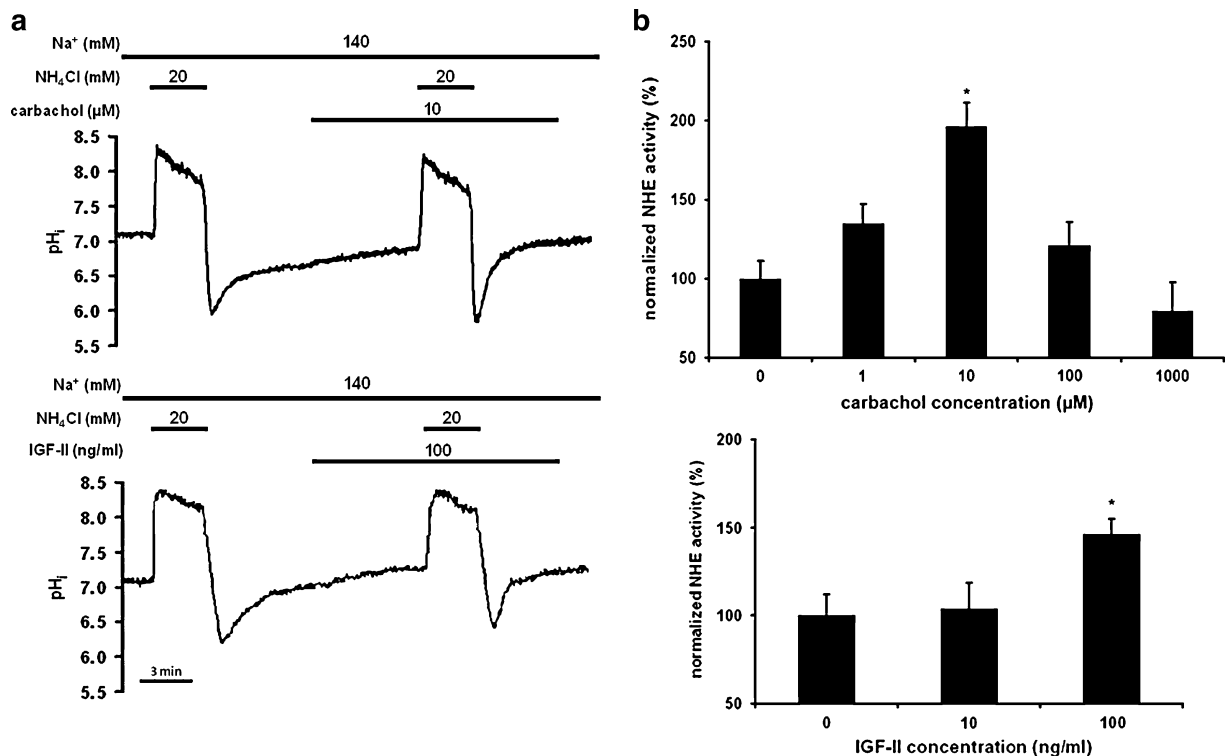 a
Na⁺ (mM)
140
NH₄Cl (mM)
20
20
carbachol (µM)
10
8.5
8.0
7.5
7.0
6.5
6.0
5.5
pHᵢ
Na⁺ (mM)
140
NH₄Cl (mM)
20
20
IGF-II (ng/ml)
100
8.5
8.0
7.5
7.0
6.5
6.0
5.5
pHᵢ
3 min
b
250
200
150
100
50
normalized NHE activity (%)
*
0 1 10 100 1000
carbachol concentration (µM)
200
150
100
50
normalized NHE activity (%)
*
0 10 100
IGF-II concentration (ng/ml)